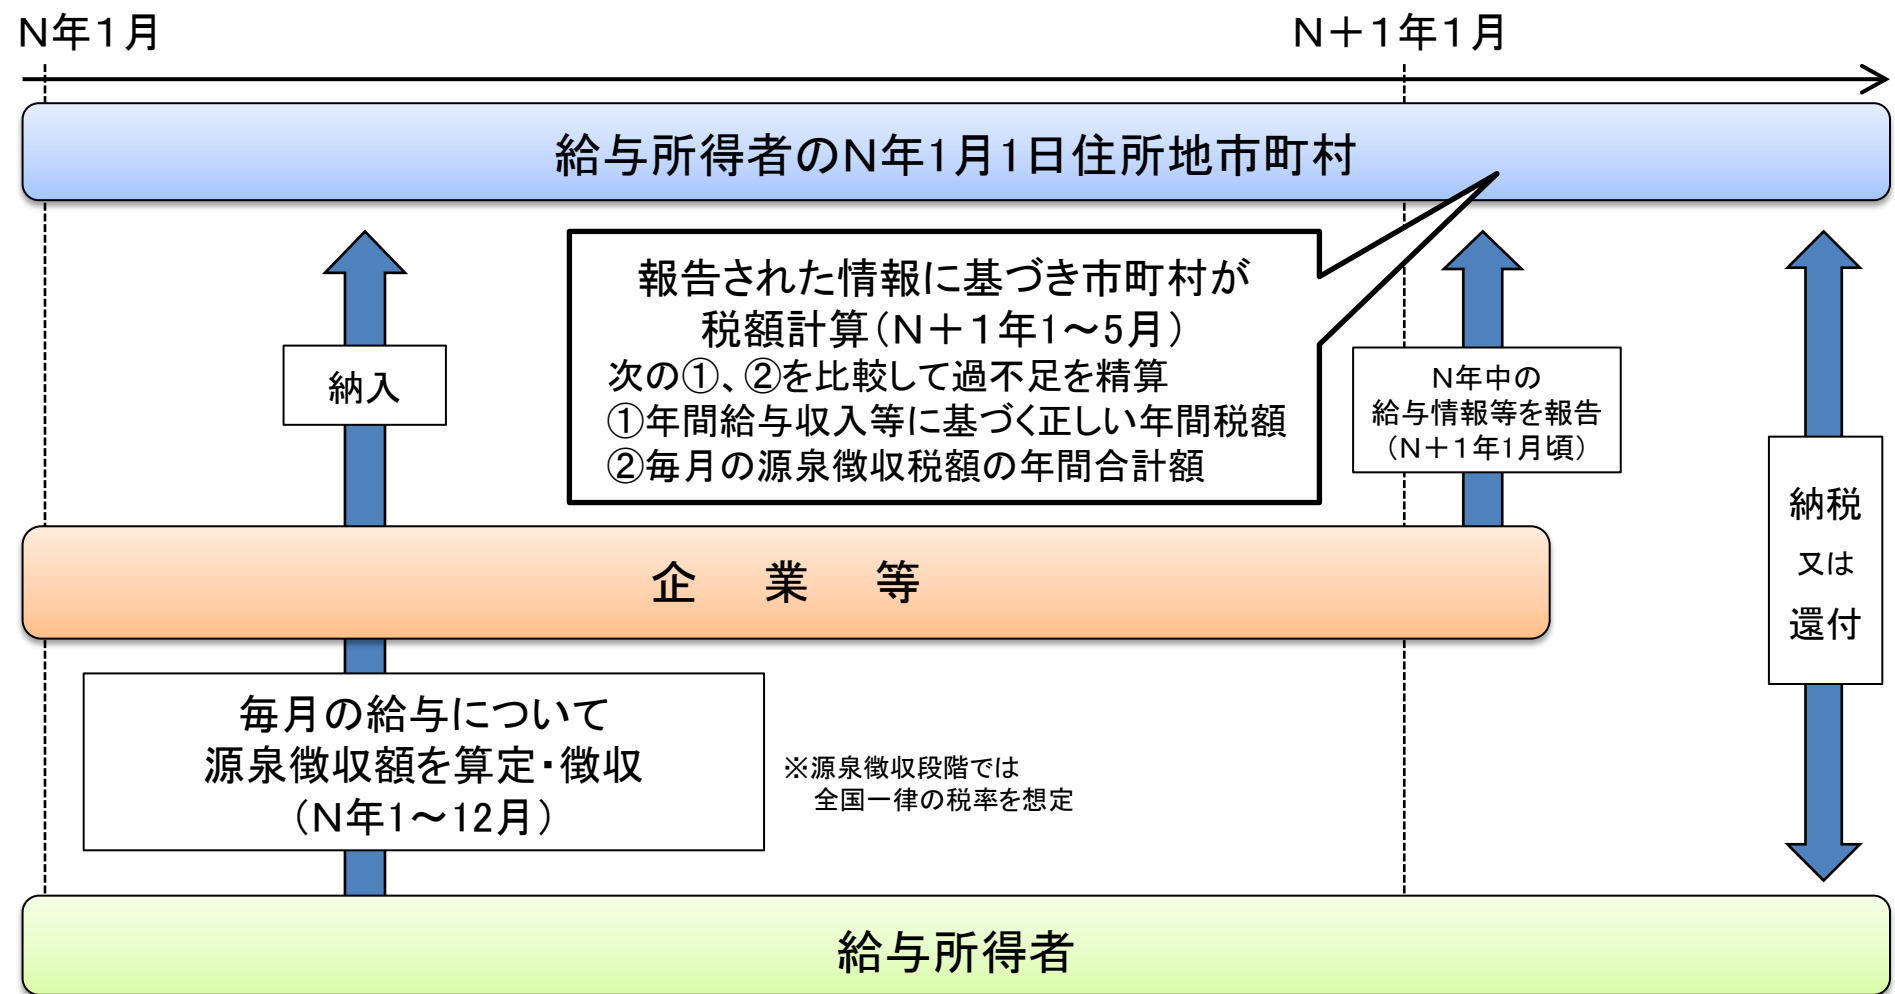 Ｎ年１月
Ｎ＋１年１月
給与所得者のＮ年1月1日住所地市町村
報告された情報に基づき市町村が
税額計算（Ｎ＋１年1～5月）
次の①、②を比較して過不足を精算
①年間給与収入等に基づく正しい年間税額
②毎月の源泉徴収税額の年間合計額
納入
Ｎ年中の
給与情報等を報告
（Ｎ＋１年1月頃）
納税
又は
還付
企　業　等
毎月の給与について
源泉徴収額を算定・徴収
（Ｎ年1～12月）
※源泉徴収段階では
全国一律の税率を想定
給与所得者